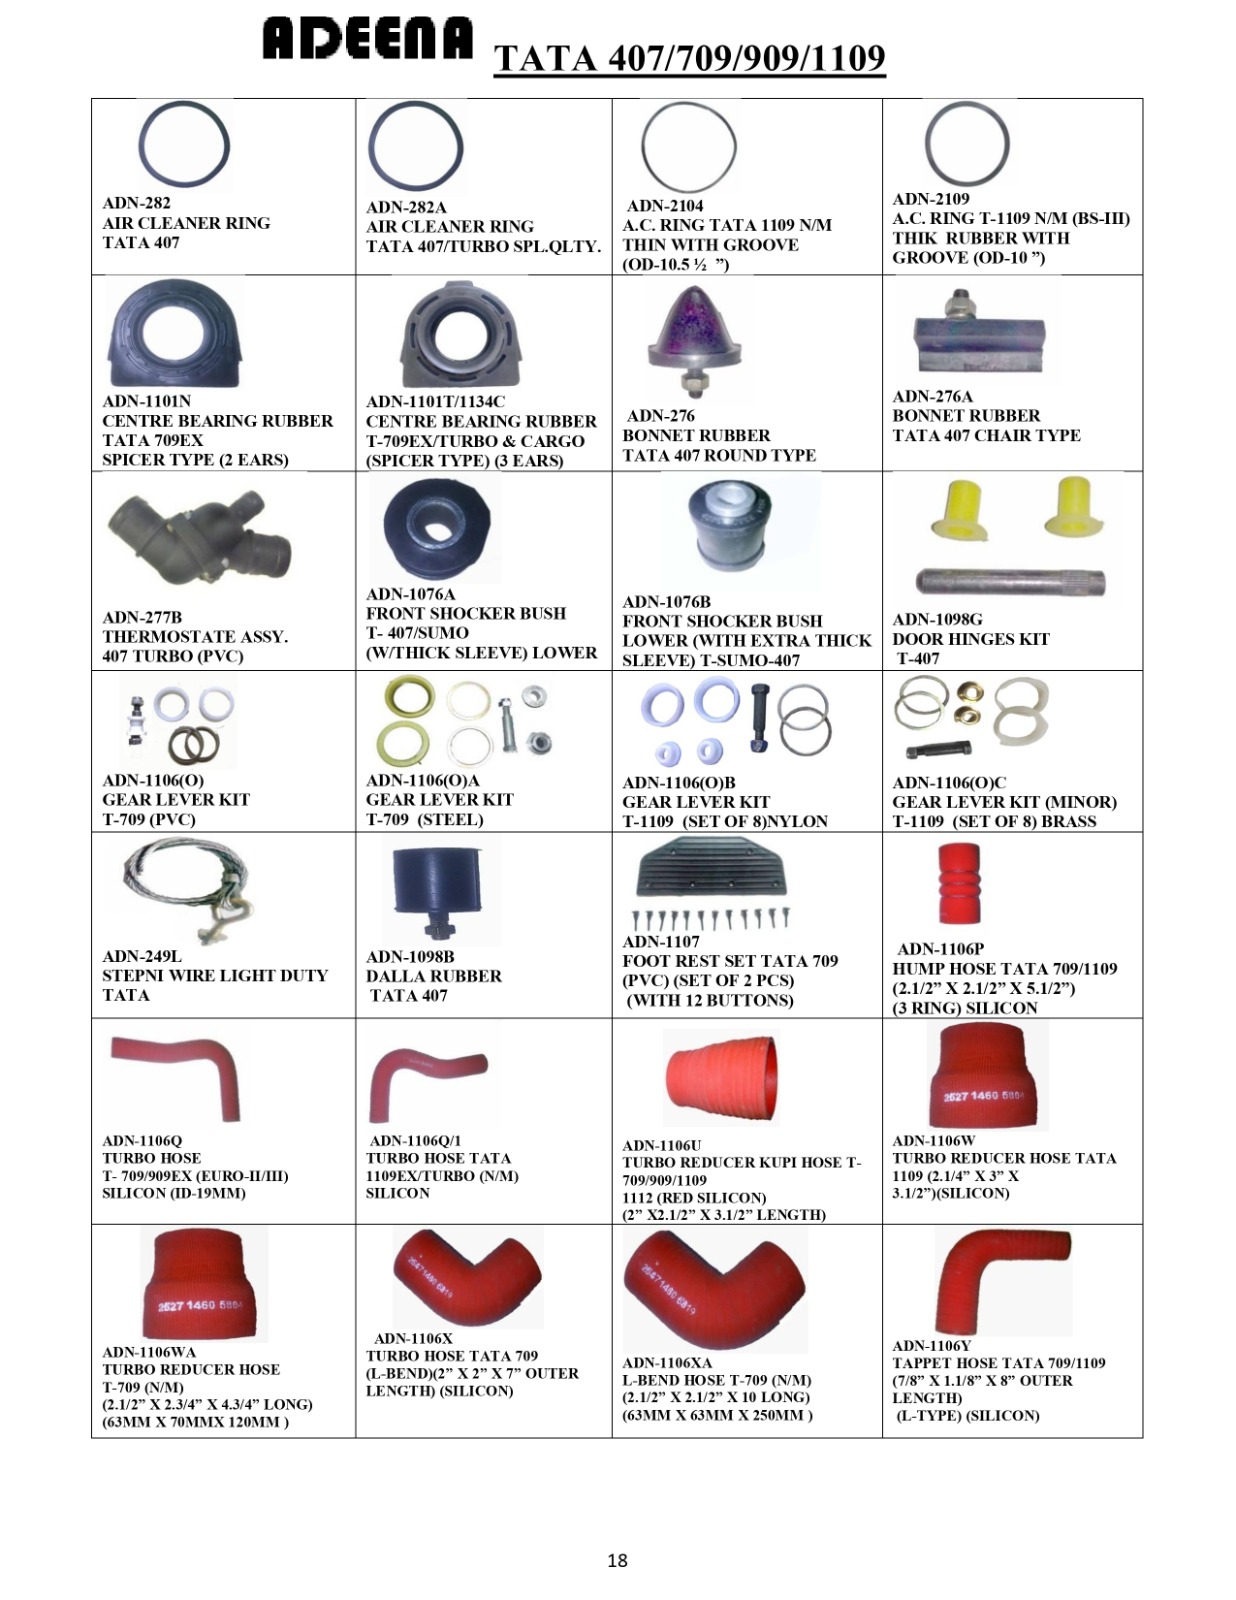 ADEENA TATA 407/709/909/1109
ADN-282
AIR CLEANER RING
TATA 407
ADN-282A
AIR CLEANER RING
TATA 407/TURBO SPL.QLTY.
ADN-2104
A.C. RING TATA 1109 N/M
THIN WITH GROOVE
(OD-10.5 ½ ”)
ADN-2109
A.C. RING T-1109 N/M (BS-III)
THIK RUBBER WITH
GROOVE (OD-10 ”)
ADN-1101N
CENTRE BEARING RUBBER
TATA 709EX
SPICER TYPE (2 EARS)
ADN-1101T/1134C
CENTRE BEARING RUBBER
T-709EX/TURBO & CARGO
(SPICER TYPE) (3 EARS)
ADN-276
BONNET RUBBER
TATA 407 ROUND TYPE
ADN-276A
BONNET RUBBER
TATA 407 CHAIR TYPE
ADN-277B
THERMOSTATE ASSY.
407 TURBO (PVC)
ADN-1076A
FRONT SHOCKER BUSH
T- 407/SUMO
(W/THICK SLEEVE) LOWER
ADN-1076B
FRONT SHOCKER BUSH
LOWER (WITH EXTRA THICK
SLEEVE) T-SUMO-407
ADN-1098G
DOOR HINGES KIT
T-407
ADN-1106(O)
GEAR LEVER KIT
T-709 (PVC)
ADN-1106(O)A
GEAR LEVER KIT
T-709 (STEEL)
ADN-1106(O)B
GEAR LEVER KIT
T-1109 (SET OF 8)NYLON
ADN-1106(O)C
GEAR LEVER KIT (MINOR)
T-1109 (SET OF 8) BRASS
ADN-249L
STEPNI WIRE LIGHT DUTY
TATA
ADN-1098B
DALLA RUBBER
TATA 407
ADN-1107
FOOT REST SET TATA 709
(PVC) (SET OF 2 PCS)
(WITH 12 BUTTONS)
ADN-1106P
HUMP HOSE TATA 709/1109
(2.1/2” X 2.1/2” X 5.1/2”)
(3 RING) SILICON
ADN-1106Q
TURBO HOSE
T- 709/909EX (EURO-II/III)
SILICON (ID-19MM)
ADN-1106Q/1
TURBO HOSE TATA
1109EX/TURBO (N/M)
SILICON
ADN-1106U
TURBO REDUCER KUPI HOSE T-
709/909/1109
1112 (RED SILICON)
(2” X2.1/2” X 3.1/2” LENGTH)
2527 1460 5804
ADN-1106W
TURBO REDUCER HOSE TATA
1109 (2.1/4” X 3” X
3.1/2”)(SILICON)
2527 1460 5804
ADN-1106WA
TURBO REDUCER HOSE
T-709 (N/M)
(2.1/2” X 2.3/4” X 4.3/4” LONG)
(63MM X 70MMX 120MM )
ADN-1106X
TURBO HOSE TATA 709
(L-BEND)(2” X 2” X 7” OUTER
LENGTH) (SILICON)
ADN-1106XA
L-BEND HOSE T-709 (N/M)
(2.1/2” X 2.1/2” X 10 LONG)
(63MM X 63MM X 250MM )
ADN-1106Y
TAPPET HOSE TATA 709/1109
(7/8” X 1.1/8” X 8” OUTER
LENGTH)
(L-TYPE) (SILICON)
18